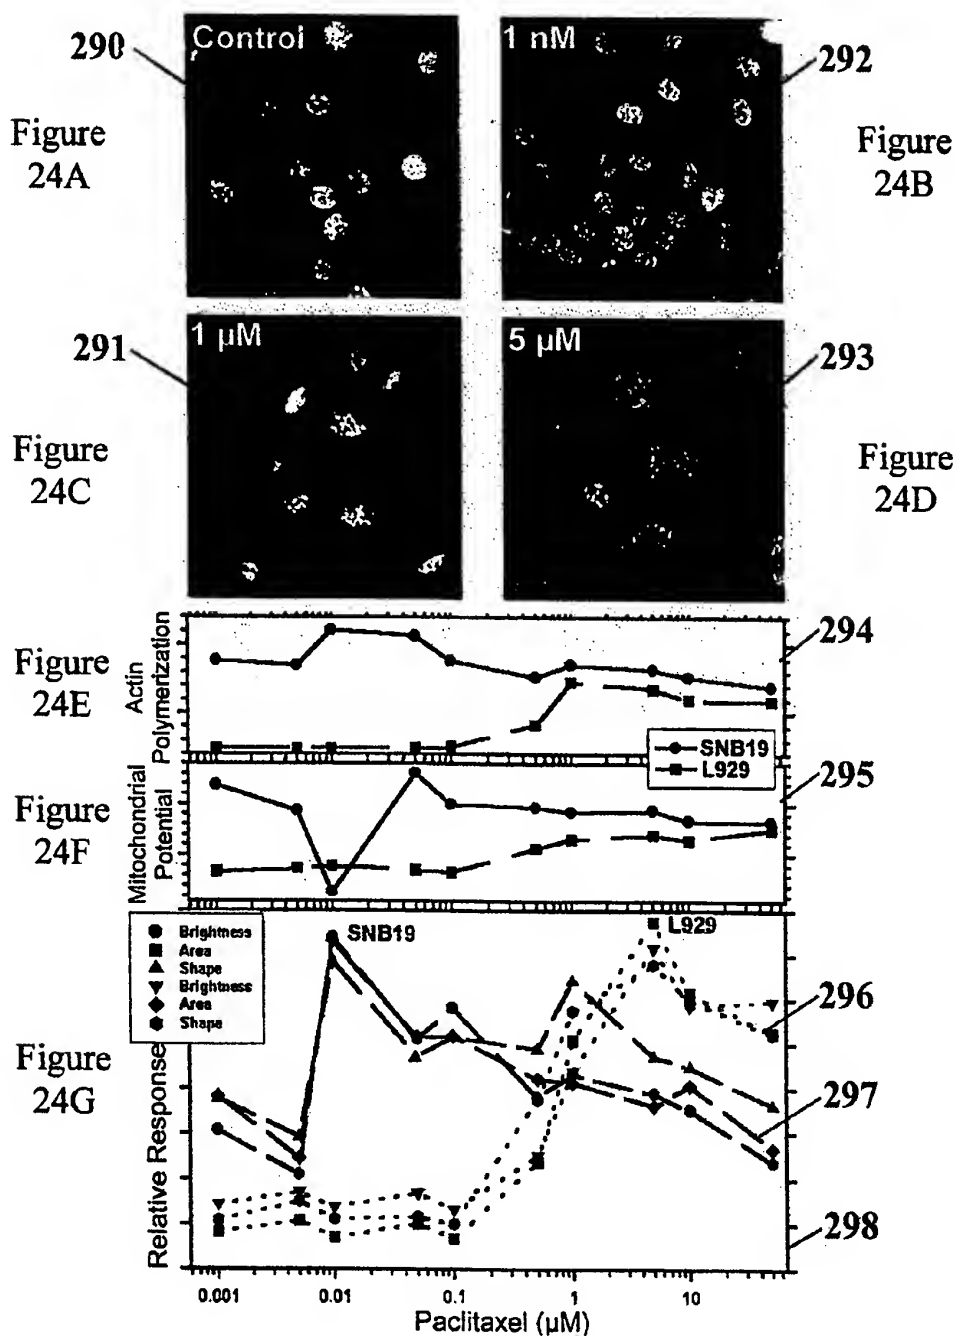 290
Control
1 nM
292
Figure
24A
Figure
24B
291
1 µM
5 µM
293
Figure
24C
Figure
24D
Figure
24E
Actin
Polymerization
294
SNB19
L929
Figure
24F
Mitochondrial
Potential
295
Brightness
Area
Shape
Brightness
Area
Shape
SNB19
L929
296
Figure
24G
Relative Response
297
298
0.001
0.01
0.1
1
10
Paclitaxel (µM)